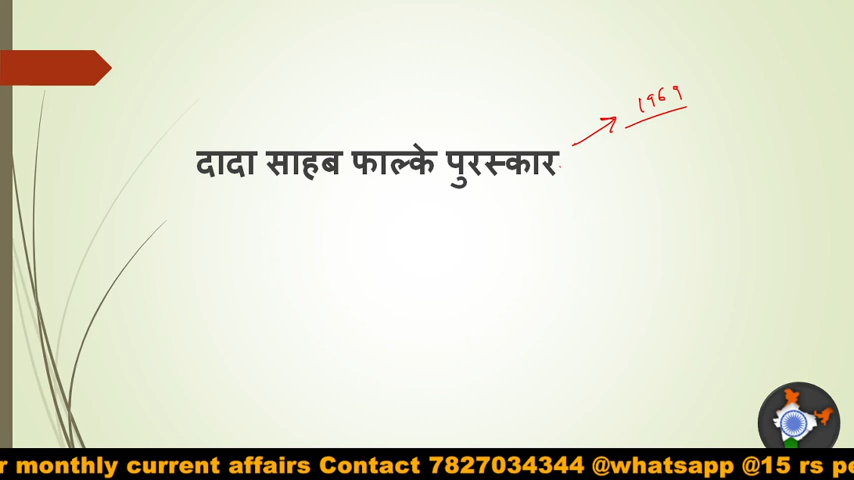 1969
दादा साहब फाल्के पुरस्कार
r monthly current affairs Contact 7827034344 @whatsapp @15 rs pe